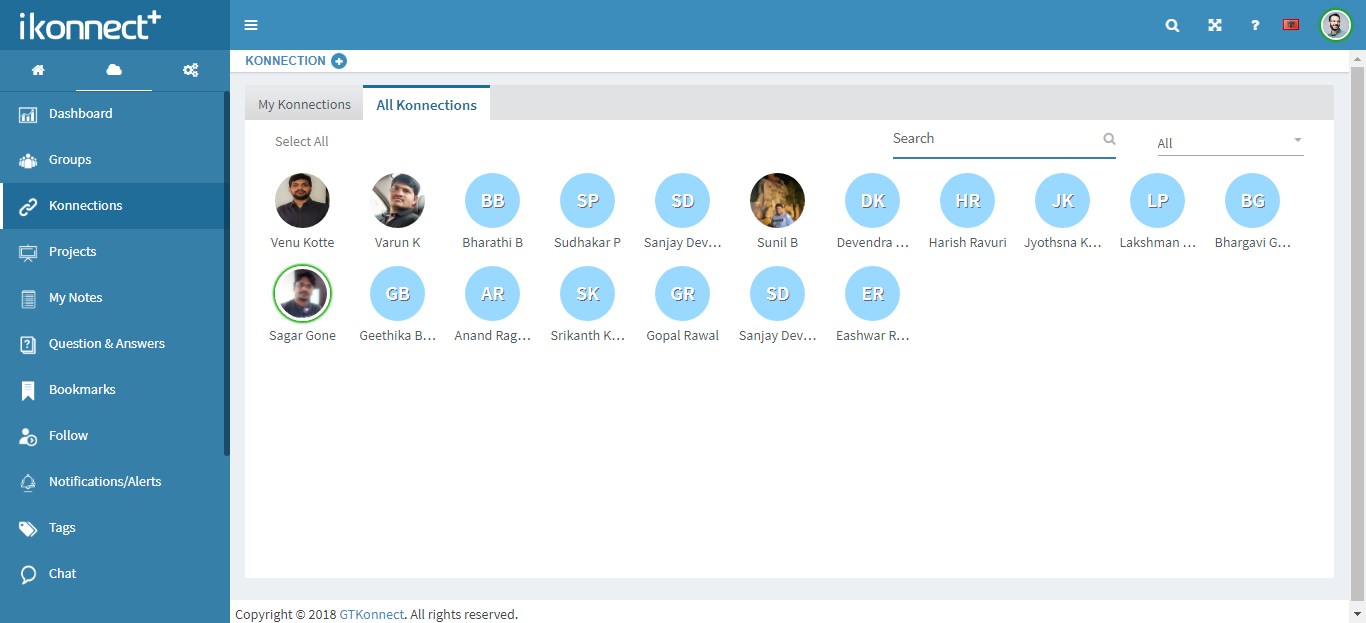 ikonnect+
KONNECTION
Dashboard
Groups
Konnections
Projects
My Notes
Question & Answers
Bookmarks
Follow
Notifications/Alerts
Tags
Chat
My Konnections All Konnections
Select All Search All
BB SP SD DK HR JK LP BG
Venu Kotte Varun K Bharathi B Sudhakar P Sanjay Dev... Sunil B Devendra ... Harish Ravuri Jyothsna K... Lakshman ... Bhargavi G...
GB AR SK GR SD ER
Sagar Gone Geethika B... Anand Rag... Srikanth K... Gopal Rawal Sanjay Dev... Eashwar R...
Copyright © 2018 GTKonnect. All rights reserved.